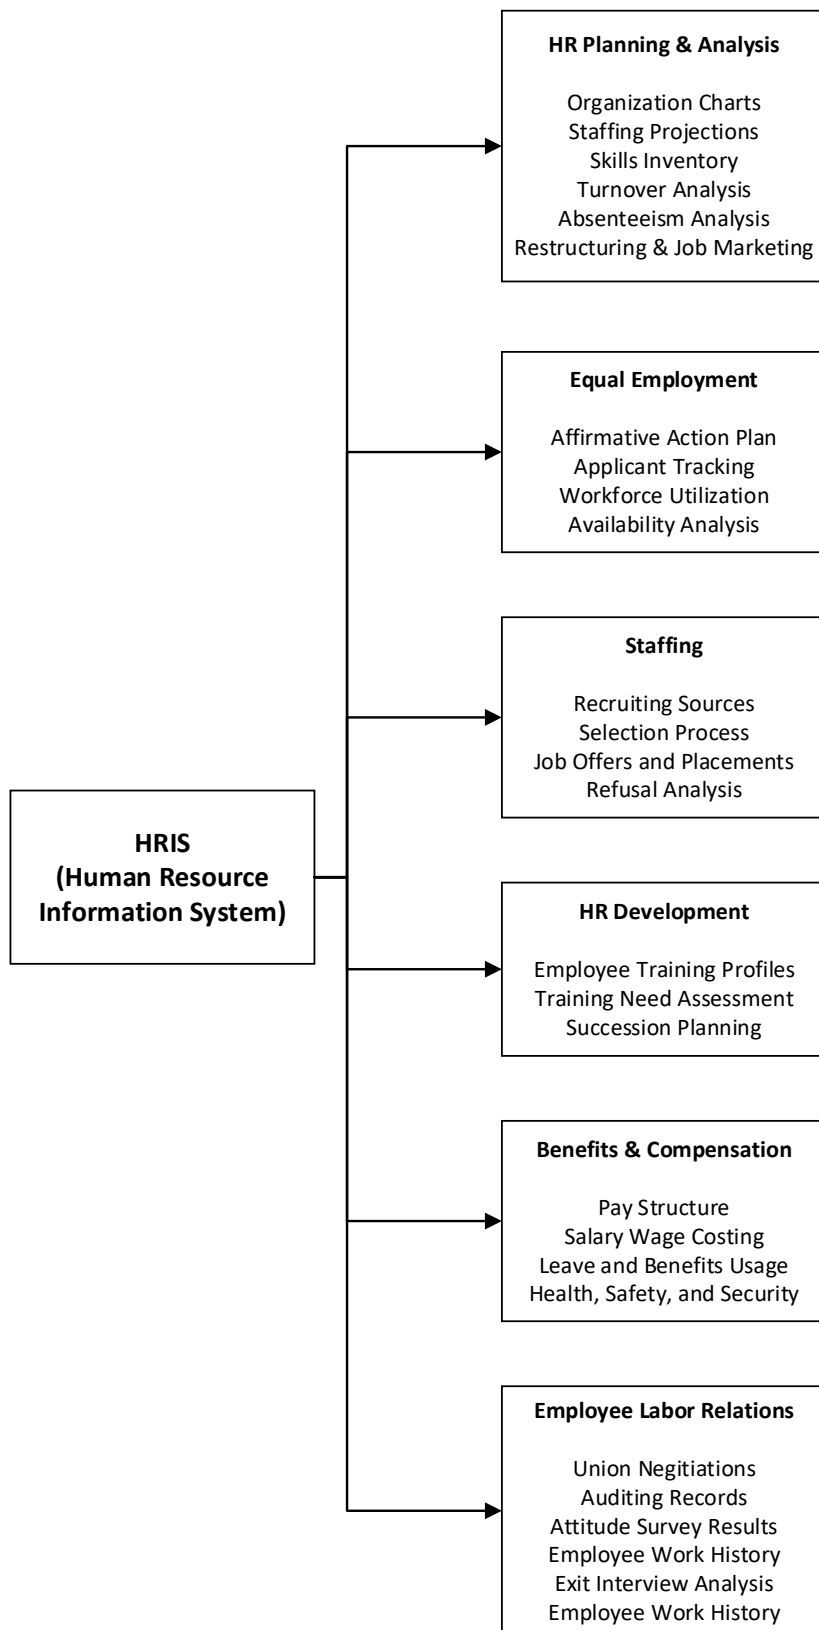 HR Planning & Analysis
Organization Charts
Staffing Projections
Skills Inventory
Turnover Analysis
Absenteeism Analysis
Restructuring & Job Marketing
Equal Employment
Affirmative Action Plan
Applicant Tracking
Workforce Utilization
Availability Analysis
Staffing
Recruiting Sources
Selection Process
Job Offers and Placements
Refusal Analysis
HRIS
(Human Resource
Information System)
HR Development
Employee Training Profiles
Training Need Assessment
Succession Planning
Benefits & Compensation
Pay Structure
Salary Wage Costing
Leave and Benefits Usage
Health, Safety, and Security
Employee Labor Relations
Union Negitiations
Auditing Records
Attitude Survey Results
Employee Work History
Exit Interview Analysis
Employee Work History